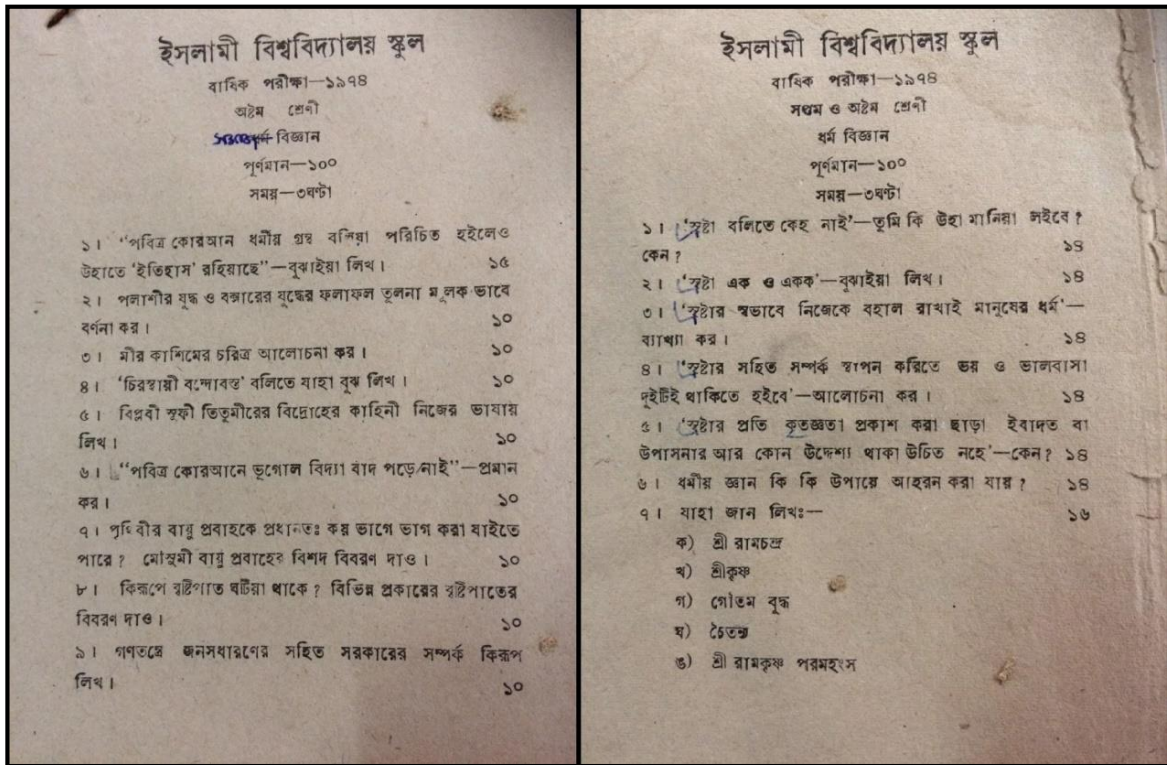 ইসলামী বিশ্ববিদ্যালয় স্কুল
বার্ষিক পরীক্ষা—১৯৭৪
অষ্টম শ্রেণী
বিজ্ঞান
পূর্ণমান—১০০
সময়—৩ঘণ্টা
১। “পবিত্র কোরআন ধর্মীয় গ্রন্থ বলিয়া পরিচিত হইলেও
উহাতে ‘ইতিহাস’ রহিয়াছে”—বুঝাইয়া লিখ। ১৫
২। পলাশীর যুদ্ধ ও বক্সারের যুদ্ধের ফলাফল তুলনা মূলক ভাবে
বর্ণনা কর। ১০
৩। মীর কাশিমের চরিত্র আলোচনা কর। ১০
৪। ‘চিরস্থায়ী বন্দোবস্ত’ বলিতে যাহা বুঝ লিখ। ১০
৫। বিপ্লবী সূফী তিতুমীরের বিদ্রোহের কাহিনী নিজের ভাষায়
লিখ। ১০
৬। “পবিত্র কোরআনে ভূগোল বিদ্যা বাদ পড়ে নাই”—প্রমান
কর। ১০
৭। পৃথিবীর বায়ু প্রবাহকে প্রধানতঃ কয় ভাগে ভাগ করা যাইতে
পারে? মৌসুমী বায়ু প্রবাহের বিশদ বিবরণ দাও। ১০
৮। কিরূপে বৃষ্টিপাত ঘটিয়া থাকে? বিভিন্ন প্রকারের বৃষ্টিপাতের
বিবরণ দাও। ১০
৯। গণতন্ত্রে জনসধারণের সহিত সরকারের সম্পর্ক কিরূপ
লিখ। ১০
ইসলামী বিশ্ববিদ্যালয় স্কুল
বার্ষিক পরীক্ষা—১৯৭৪
সপ্তম ও অষ্টম শ্রেণী
ধর্ম বিজ্ঞান
পূর্ণমান—১০০
সময়—৩ঘণ্টা
১। ‘স্রষ্টা বলিতে কেহ নাই’—তুমি কি উহা মানিয়া লইবে?
কেন? ১৪
২। ‘স্রষ্টা এক ও একক’—বুঝাইয়া লিখ। ১৪
৩। ‘স্রষ্টার স্বভাবে নিজেকে বহাল রাখাই মানুষের ধর্ম’—
ব্যাখ্যা কর। ১৪
৪। ‘স্রষ্টার সহিত সম্পর্ক স্থাপন করিতে ভয় ও ভালবাসা
দুইটিই থাকিতে হইবে’—আলোচনা কর। ১৪
৫। ‘স্রষ্টার প্রতি কৃতজ্ঞতা প্রকাশ করা ছাড়া ইবাদত বা
উপাসনার আর কোন উদ্দেশ্য থাকা উচিত নহে’—কেন? ১৪
৬। ধর্মীয় জ্ঞান কি কি উপায়ে আহরন করা যায়? ১৪
৭। যাহা জান লিখঃ— ১৬
ক) শ্রী রামচন্দ্র
খ) শ্রীকৃষ্ণ
গ) গৌতম বুদ্ধ
ঘ) চৈতন্য
ঙ) শ্রী রামকৃষ্ণ পরমহংস